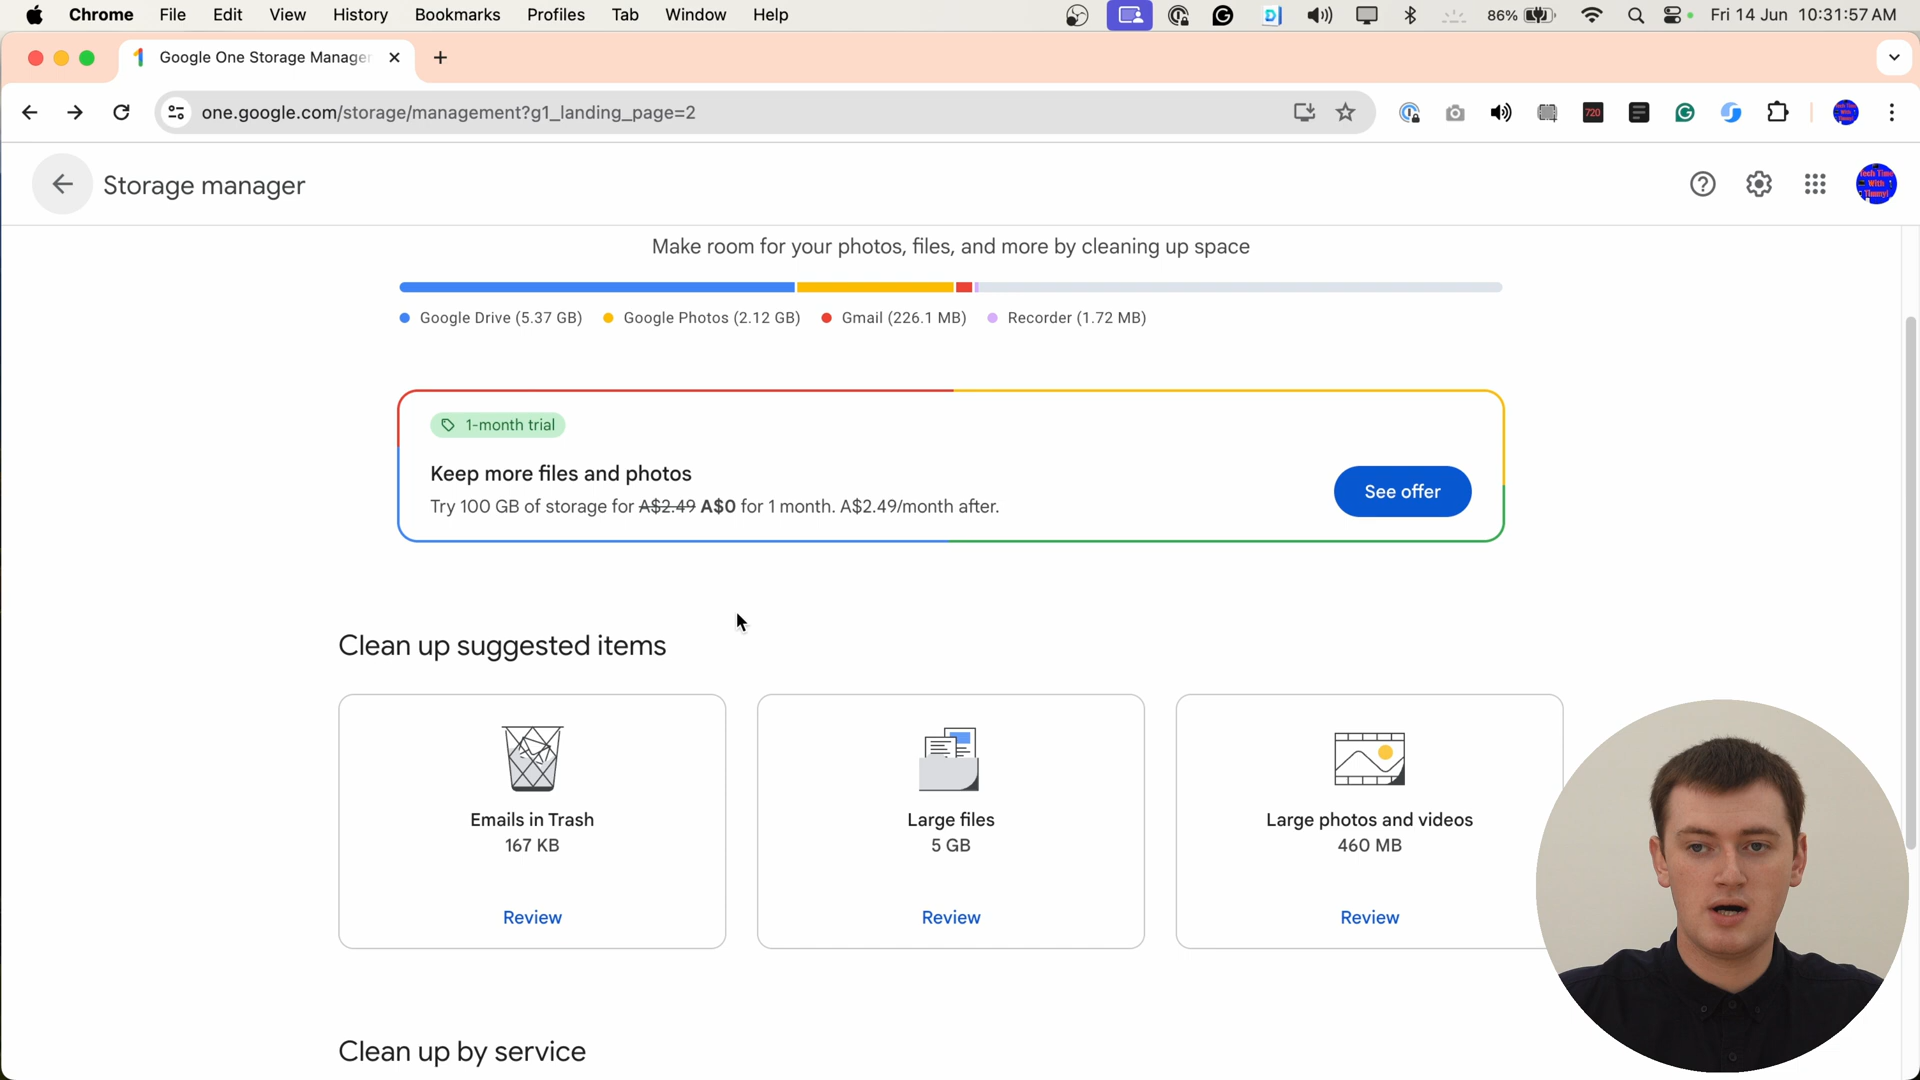 Chrome File Edit View History Bookmarks Profiles Tab Window Help 86% Fri 14 Jun 10:31:57 AM
Google One Storage Manager
one.google.com/storage/management?g1_landing_page=2
720
Storage manager
Tech Time
With
Timmy!
Make room for your photos, files, and more by cleaning up space
Google Drive (5.37 GB) Google Photos (2.12 GB) Gmail (226.1 MB) Recorder (1.72 MB)
1-month trial
Keep more files and photos
Try 100 GB of storage for A$2.49 A$0 for 1 month. A$2.49/month after.
See offer
Clean up suggested items
Emails in Trash
167 KB
Review
Large files
5 GB
Review
Large photos and videos
460 MB
Review
Clean up by service